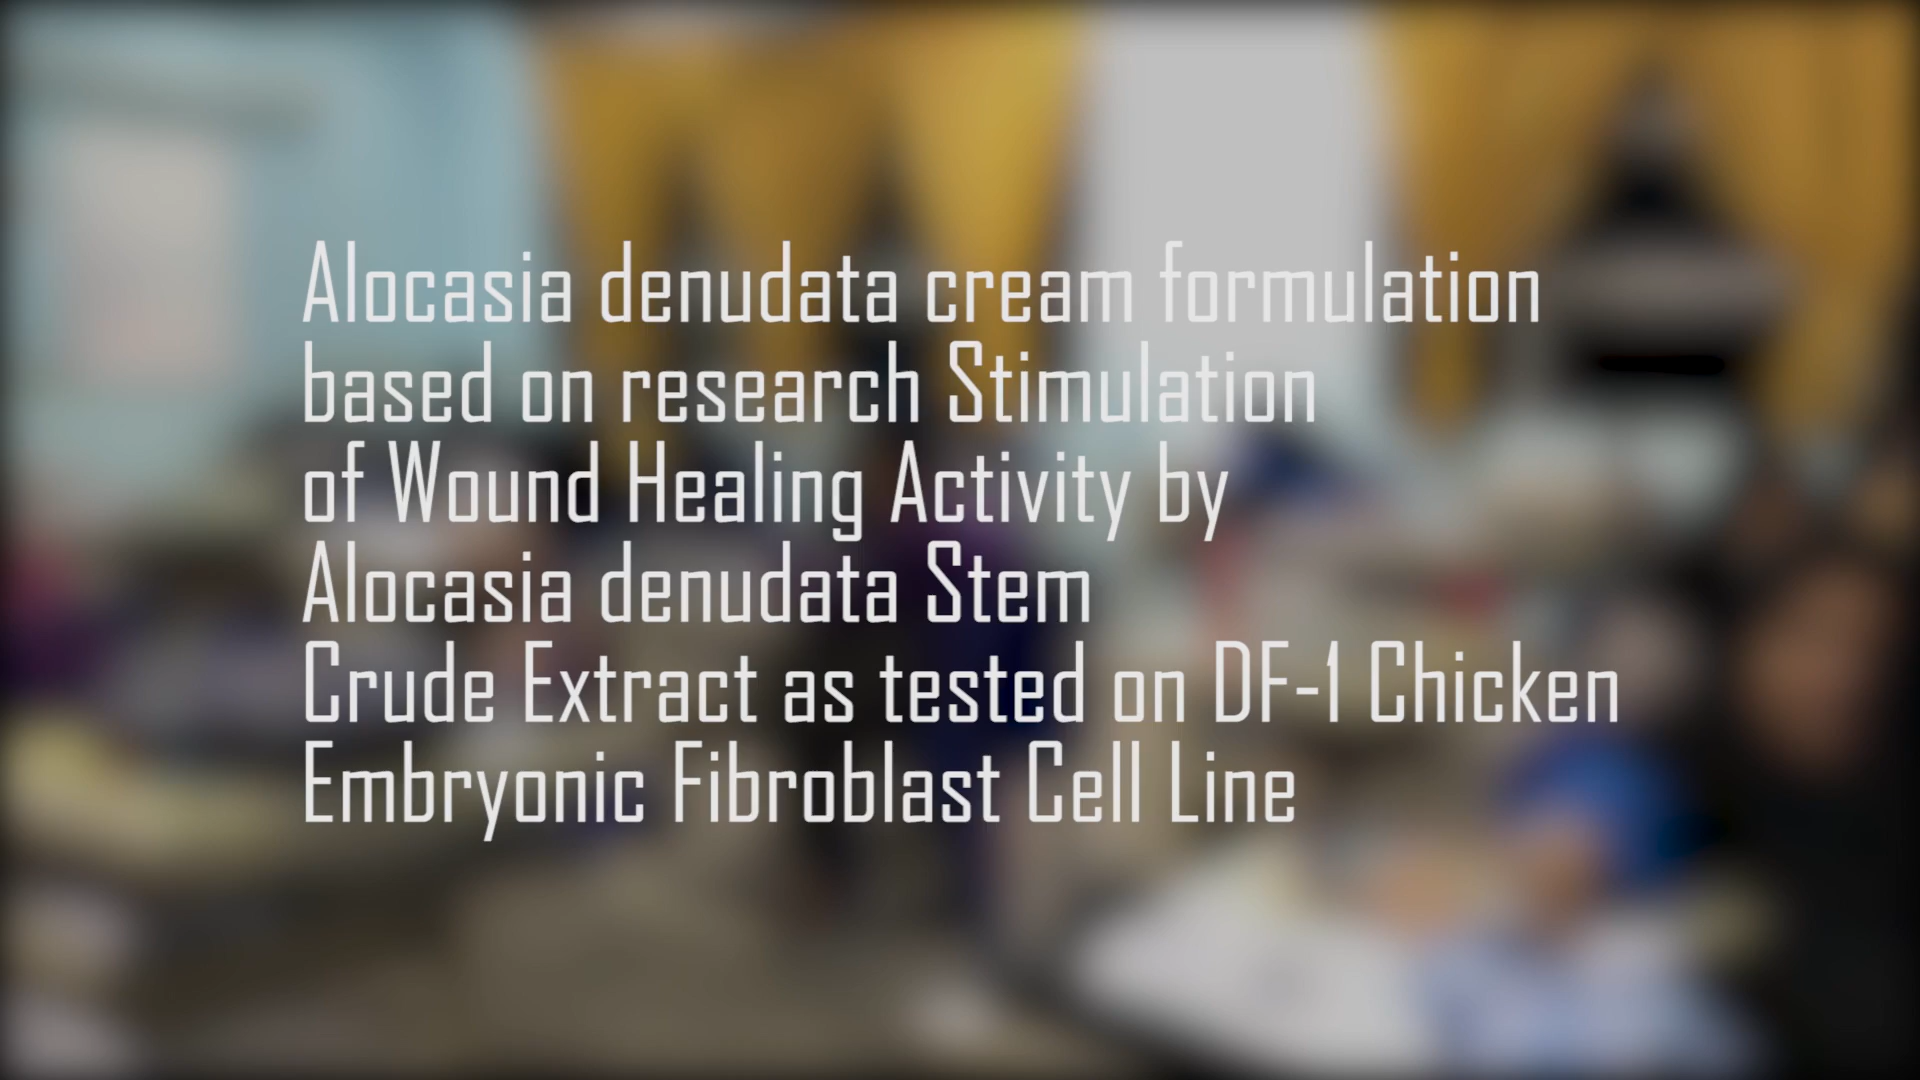 Alocasia denudata cream formulation
based on research Stimulation
of Wound Healing Activity by
Alocasia denudata Stem
Crude Extract as tested on DF-1 Chicken
Embryonic Fibroblast Cell Line